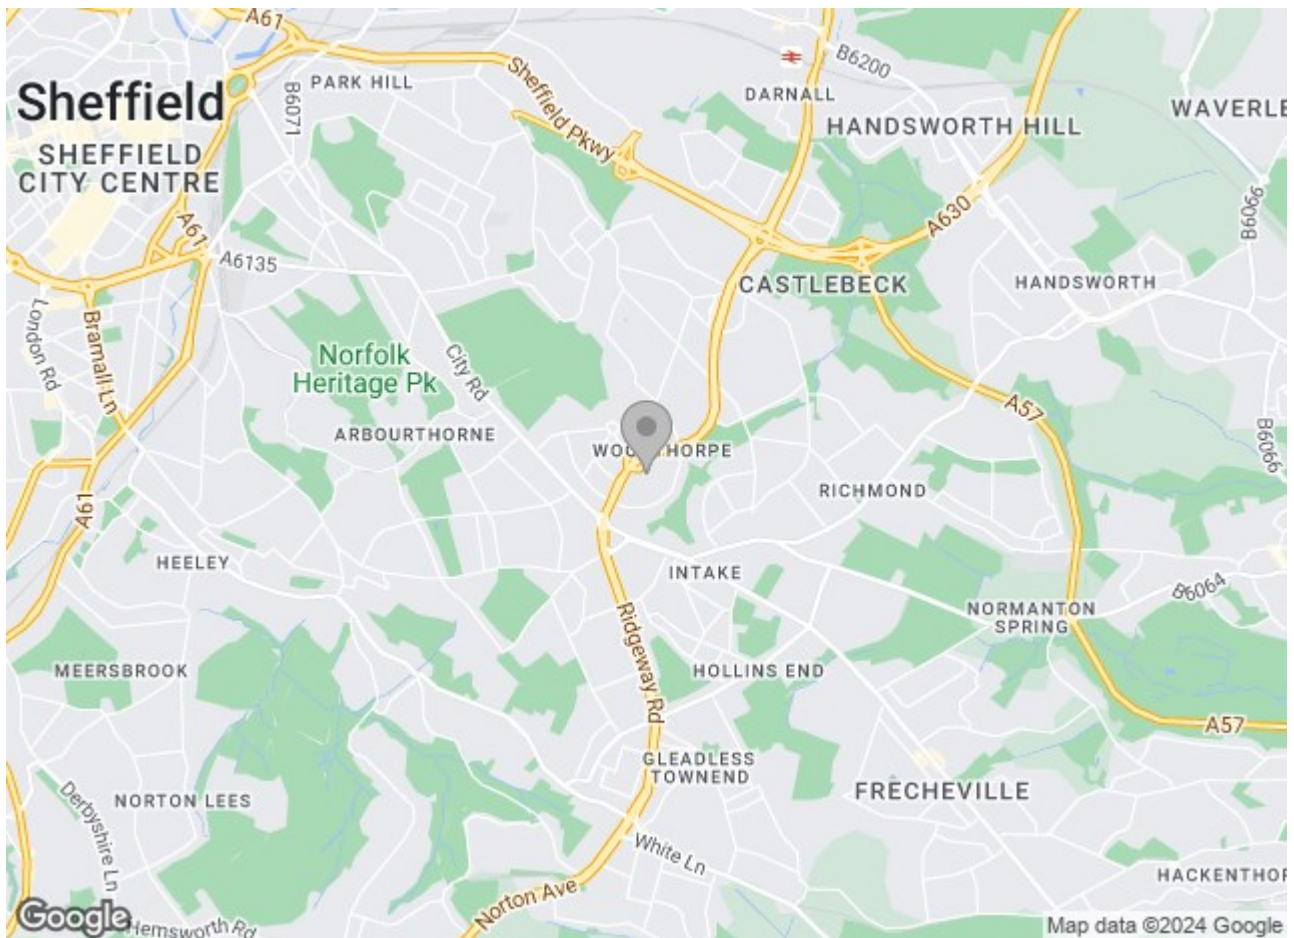 A61
Sheffield
SHEFFIELD
CITY CENTRE
PARK HILL
B6071
Sheffield Pkwy
DARNALL
B6200
HANDSWORTH HILL
WAVERLE
A61
A6135
A630
B6066
CASTLEBECK
HANDSWORTH
London Rd
Bramall Ln
Norfolk
Heritage Pk
City Rd
A57
ARBOURTHORNE
B6066
RICHMOND
A61
HEELEY
INTAKE
B6064
NORMANTON
SPRING
Ridgeway Rd
MEERSBROOK
HOLLINS END
A57
GLEADLESS
TOWNEND
Derbyshire Ln
NORTON LEES
FRECHEVILLE
White Ln
HACKENTHOR
Norton Ave
Google
Hemsworth Rd
Map data ©2024 Google